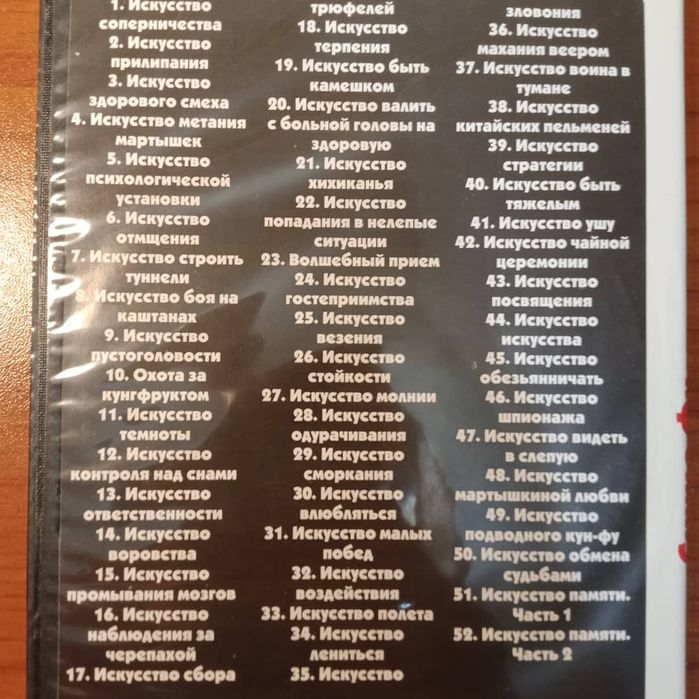 1. Искусство
соперничества
2. Искусство
прилипания
3. Искусство
здорового смеха
4. Искусство метания
мартышек
5. Искусство
психологической
установки
6. Искусство
отмщения
7. Искусство строить
туннели
8. Искусство боя на
каштанах
9. Искусство
пустоголовости
10. Охота за
кунгфруктом
11. Искусство
темноты
12. Искусство
контроля над снами
13. Искусство
ответственности
14. Искусство
воровства
15. Искусство
промывания мозгов
16. Искусство
наблюдения за
черепахой
17. Искусство сбора
трюфелей
18. Искусство
терпения
19. Искусство быть
камешком
20. Искусство валить
с больной головы на
здоровую
21. Искусство
хихиканья
22. Искусство
попадания в нелепые
ситуации
23. Волшебный прием
24. Искусство
гостеприимства
25. Искусство
везения
26. Искусство
стойкости
27. Искусство молнии
28. Искусство
одурачивания
29. Искусство
сморкания
30. Искусство
влюбляться
31. Искусство малых
побед
32. Искусство
воздействия
33. Искусство полета
34. Искусство
лениться
35. Искусство
зловония
36. Искусство
махания веером
37. Искусство воина в
тумане
38. Искусство
китайских пельменей
39. Искусство
стратегии
40. Искусство быть
тяжелым
41. Искусство ушу
42. Искусство чайной
церемонии
43. Искусство
посвящения
44. Искусство
искусства
45. Искусство
обезьянничать
46. Искусство
шпионажа
47. Искусство видеть
в слепую
48. Искусство
мартышкиной любви
49. Искусство
подводного кун-фу
50. Искусство обмена
судьбами
51. Искусство памяти.
Часть 1
52. Искусство памяти.
Часть 2